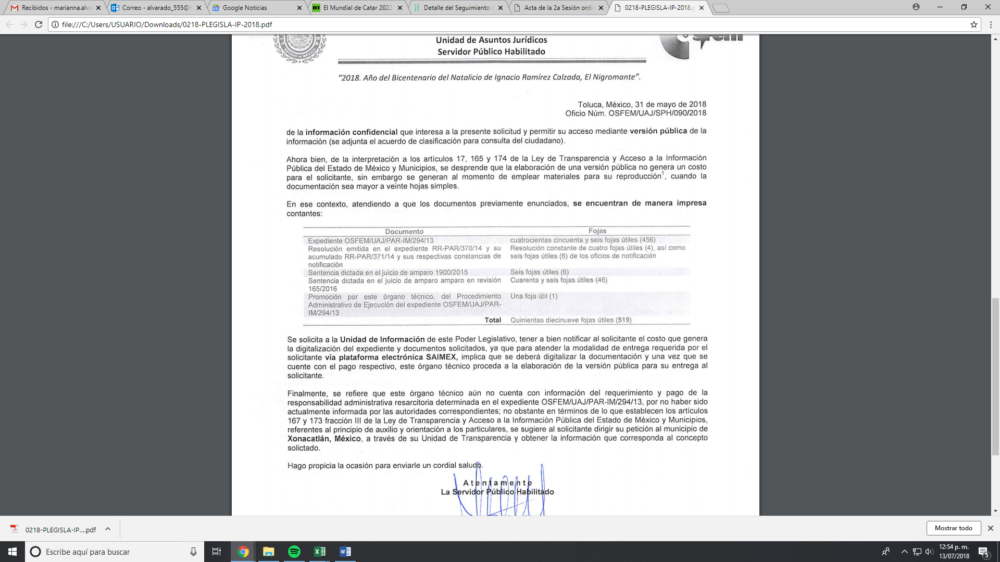 Recibidos - marianna.alva
Correo - alvarado_555@h
Google Noticias
El Mundial de Catar 2022
Detalle del Seguimiento
Acta de la 2a Sesión ordi
0218-PLEGISLA-IP-2018.p
file:///C:/Users/USUARIO/Downloads/0218-PLEGISLA-IP-2018.pdf
ESTADO DE MÉXICO
Unidad de Asuntos Jurídicos
Servidor Público Habilitado
“2018. Año del Bicentenario del Natalicio de Ignacio Ramírez Calzada, El Nigromante”.
Toluca, México, 31 de mayo de 2018
Oficio Núm. OSFEM/UAJ/SPH/090/2018
de la información confidencial que interesa a la presente solicitud y permitir su acceso mediante versión pública de la
información (se adjunta el acuerdo de clasificación para consulta del ciudadano).
Ahora bien, de la interpretación a los artículos 17, 165 y 174 de la Ley de Transparencia y Acceso a la Información
Pública del Estado de México y Municipios, se desprende que la elaboración de una versión pública no genera un costo
para el solicitante, sin embargo se generan al momento de emplear materiales para su reproducción1, cuando la
documentación sea mayor a veinte hojas simples.
En ese contexto, atendiendo a que los documentos previamente enunciados, se encuentran de manera impresa
contantes:
Documento Fojas
Expediente OSFEM/UAJ/PAR-IM/294/13 cuatrocientas cincuenta y seis fojas útiles (456)
Resolución emitida en el expediente RR-PAR/370/14 y su Resolución constante de cuatro fojas útiles (4), así como
acumulado RR-PAR/371/14 y sus respectivas constancias de seis fojas útiles (6) de los oficios de notificación
notificación
Sentencia dictada en el juicio de amparo 1900/2015 Seis fojas útiles (6)
Sentencia dictada en el juicio de amparo amparo en revisión Cuarenta y seis fojas útiles (46)
165/2016
Promoción por este órgano técnico, del Procedimiento Una foja útil (1)
Administrativo de Ejecución del expediente OSFEM/UAJ/PAR-
IM/294/13
Total Quinientas diecinueve fojas útiles (519)
Se solicita a la Unidad de Información de este Poder Legislativo, tener a bien notificar al solicitante el costo que genera
la digitalización del expediente y documentos solicitados, ya que para atender la modalidad de entrega requerida por el
solicitante vía plataforma electrónica SAIMEX, implica que se deberá digitalizar la documentación y una vez que se
cuente con el pago respectivo, este órgano técnico proceda a la elaboración de la versión pública para su entrega al
solicitante.
Finalmente, se refiere que este órgano técnico aún no cuenta con información del requerimiento y pago de la
responsabilidad administrativa resarcitoria determinada en el expediente OSFEM/UAJ/PAR-IM/294/13, por no haber sido
actualmente informada por las autoridades correspondientes; no obstante en términos de lo que establecen los artículos
167 y 173 fracción III de la Ley de Transparencia y Acceso a la Información Pública del Estado de México y Municipios,
referentes al principio de auxilio y orientación a los particulares, se sugiere al solicitante dirigir su petición al municipio de
Xonacatlán, México, a través de su Unidad de Transparencia y obtener la información que corresponda al concepto
solictado.
Hago propicia la ocasión para enviarle un cordial saludo.
A t e n t a m e n t e
La Servidor Público Habilitado
0218-PLEGISLA-IP....pdf
Mostrar todo
Escribe aquí para buscar
12:54 p. m.
13/07/2018
5